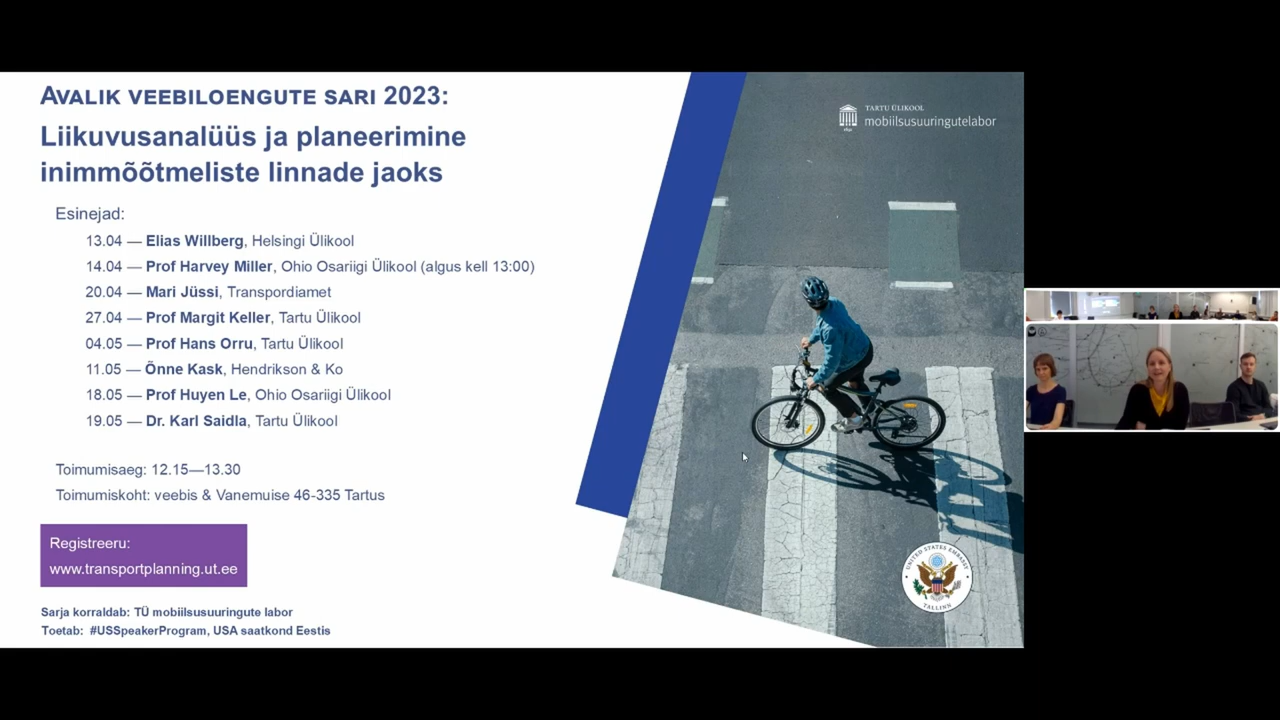 AVALIK VEEBILOENGUTE SARI 2023:
Liikuvusanalüüs ja planeerimine
inimmõõtmeliste linnade jaoks
Esinejad:
13.04 — Elias Willberg, Helsingi Ülikool
14.04 — Prof Harvey Miller, Ohio Osariigi Ülikool (algus kell 13:00)
20.04 — Mari Jüssi, Transpordiamet
27.04 — Prof Margit Keller, Tartu Ülikool
04.05 — Prof Hans Orru, Tartu Ülikool
11.05 — Õnne Kask, Hendrikson & Ko
18.05 — Prof Huyen Le, Ohio Osariigi Ülikool
19.05 — Dr. Karl Saidla, Tartu Ülikool
Toimumisaeg: 12.15—13.30
Toimumiskoht: veebis & Vanemuise 46-335 Tartus
Registreeru:
www.transportplanning.ut.ee
Sarja korraldab: TÜ mobiilsusuuringute labor
Toetab: #USSpeakerProgram, USA saatkond Eestis
TARTU ÜLIKOOL
mobiilsusuuringutelabor
UNITED STATES EMBASSY
TALLINN